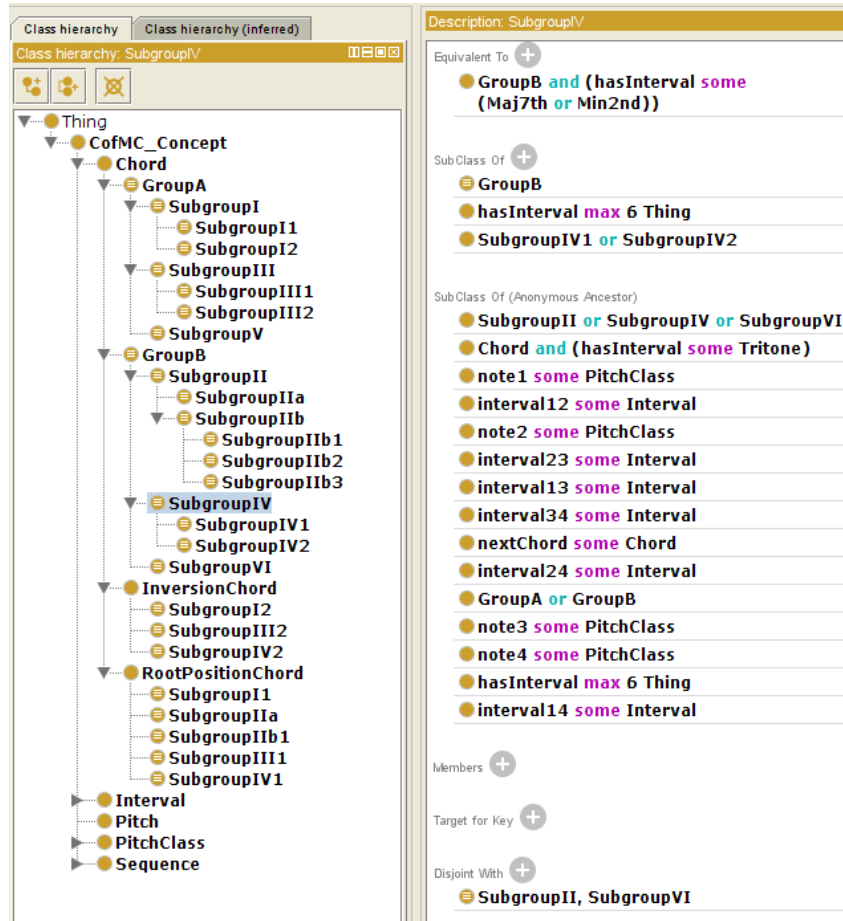 Class hierarchy
Class hierarchy (inferred)
Class hierarchy: SubgroupIV
Thing
CofMC_Concept
Chord
GroupA
SubgroupI
SubgroupI1
SubgroupI2
SubgroupIII
SubgroupIII1
SubgroupIII2
SubgroupV
GroupB
SubgroupII
SubgroupIIa
SubgroupIIb
SubgroupIIb1
SubgroupIIb2
SubgroupIIb3
SubgroupIV
SubgroupIV1
SubgroupIV2
SubgroupVI
InversionChord
SubgroupI2
SubgroupIII2
SubgroupIV2
RootPositionChord
SubgroupI1
SubgroupIIa
SubgroupIIb1
SubgroupIII1
SubgroupIV1
Interval
Pitch
PitchClass
Sequence
Description: SubgroupIV
Equivalent To
GroupB and (hasInterval some
(Maj7th or Min2nd))
SubClass Of
GroupB
hasInterval max 6 Thing
SubgroupIV1 or SubgroupIV2
SubClass Of (Anonymous Ancestor)
SubgroupII or SubgroupIV or SubgroupVI
Chord and (hasInterval some Tritone)
note1 some PitchClass
interval12 some Interval
note2 some PitchClass
interval23 some Interval
interval13 some Interval
interval34 some Interval
nextChord some Chord
interval24 some Interval
GroupA or GroupB
note3 some PitchClass
note4 some PitchClass
hasInterval max 6 Thing
interval14 some Interval
Members
Target for Key
Disjoint With
SubgroupII, SubgroupVI